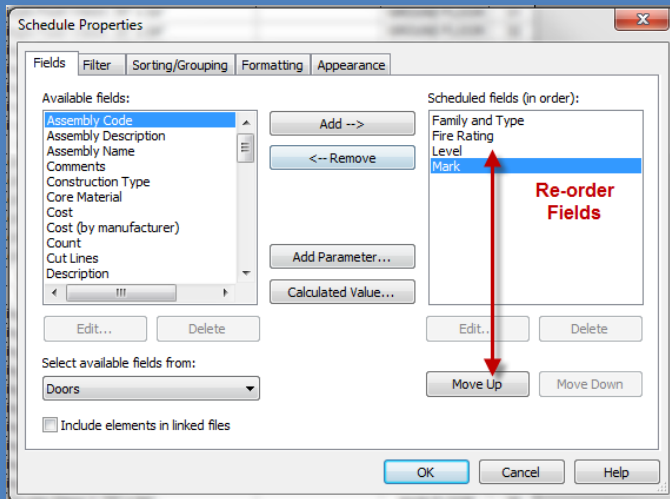 Schedule Properties
Fields Filter Sorting/Grouping Formatting Appearance
Available fields:
Assembly Code
Assembly Description
Assembly Name
Comments
Construction Type
Core Material
Cost
Cost (by manufacturer)
Count
Cut Lines
Description
Add -->
<-- Remove
Add Parameter...
Calculated Value...
Scheduled fields (in order):
Family and Type
Fire Rating
Level
Mark
Re-order
Fields
Edit... Delete
Edit... Delete
Select available fields from:
Doors
Move Up Move Down
Include elements in linked files
OK Cancel Help